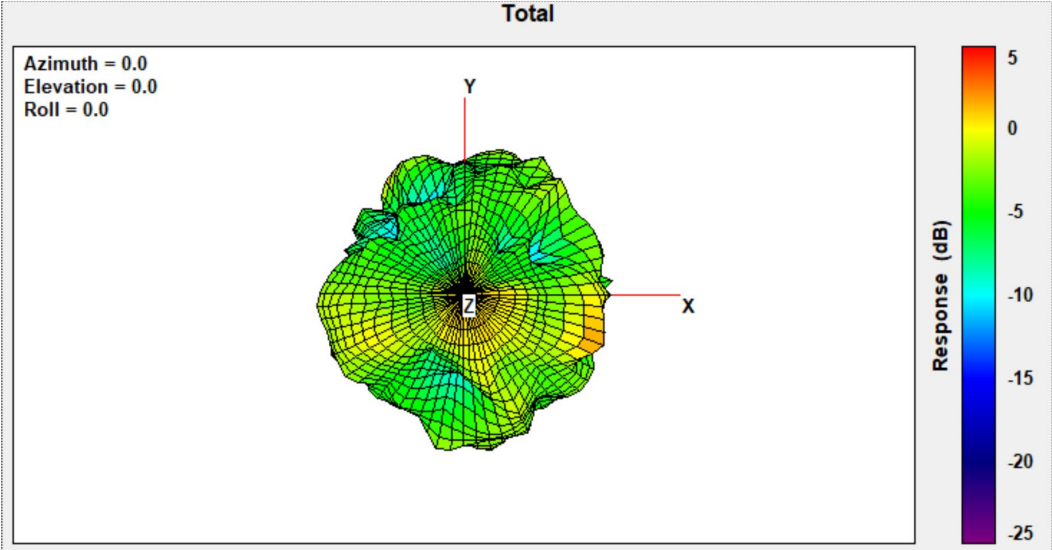 Total
Azimuth = 0.0
Elevation = 0.0
Roll = 0.0
Y
Z
X
Response (dB)
5
0
-5
-10
-15
-20
-25